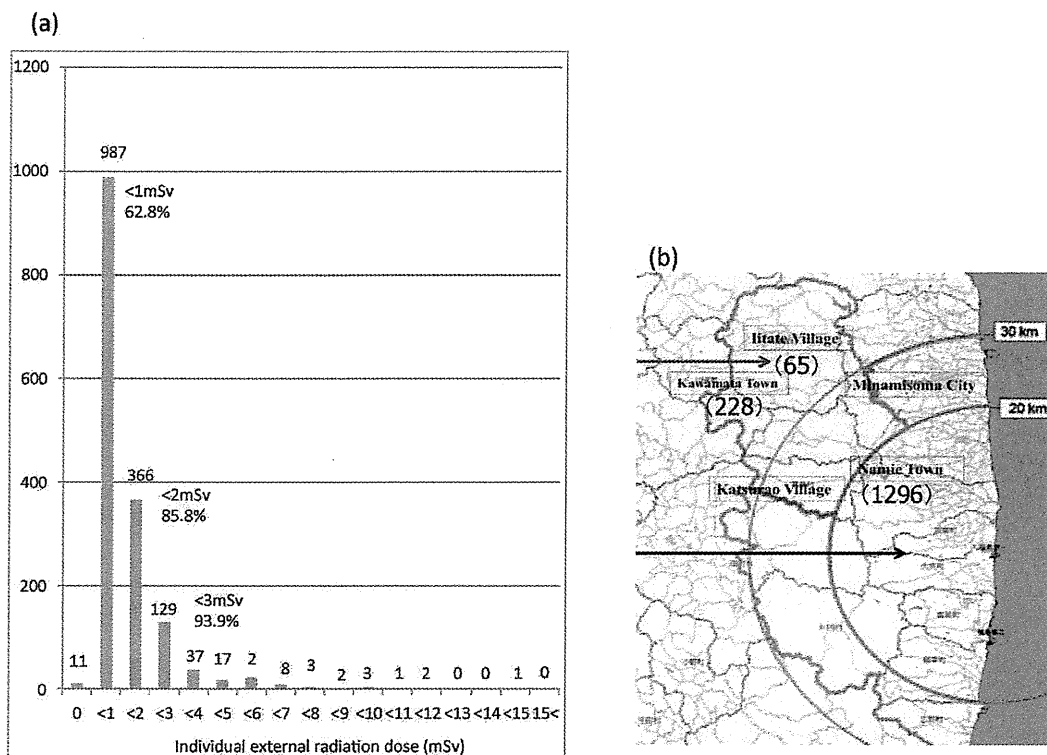 (a)
1200
1000
800
600
400
200
0
987
<1mSv
62.8%
366
<2mSv
85.8%
129
<3mSv
93.9%
11
37
17
2
8
3
2
3
1
2
0
0
1
0
0 <1 <2 <3 <4 <5 <6 <7 <8 <9 <10 <11 <12 <13 <14 <15 15<
Individual external radiation dose (mSv)
(b)
30 km
Iitate Village
(65)
Kawamata Town
(228)
Minamisoma City
20 km
Namie Town
(1296)
Katsurao Village